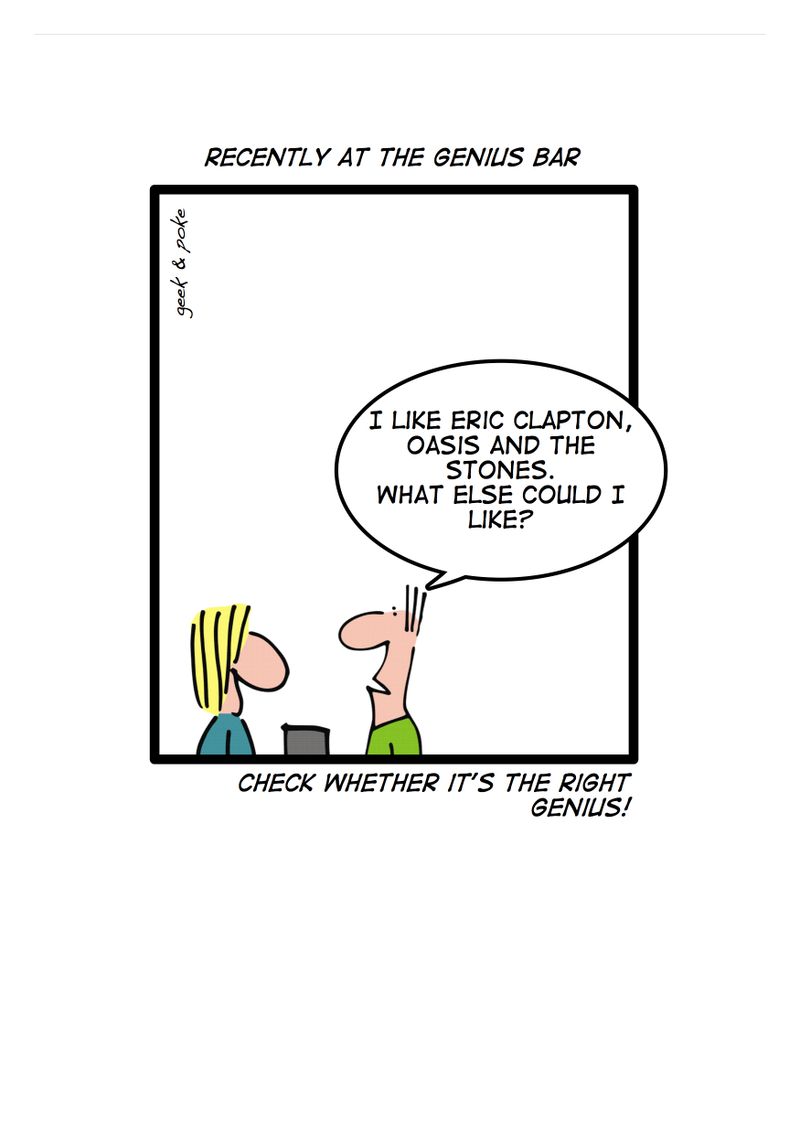 RECENTLY AT THE GENIUS BAR
geek & poke
I LIKE ERIC CLAPTON,
OASIS AND THE
STONES.
WHAT ELSE COULD I
LIKE?
CHECK WHETHER IT'S THE RIGHT
GENIUS!